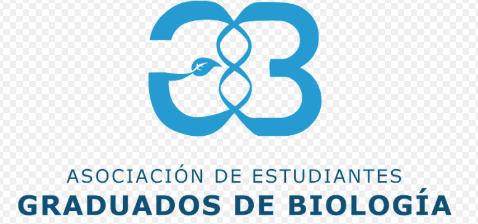 ASOCIACIÓN DE ESTUDIANTES
GRADUADOS DE BIOLOGÍA